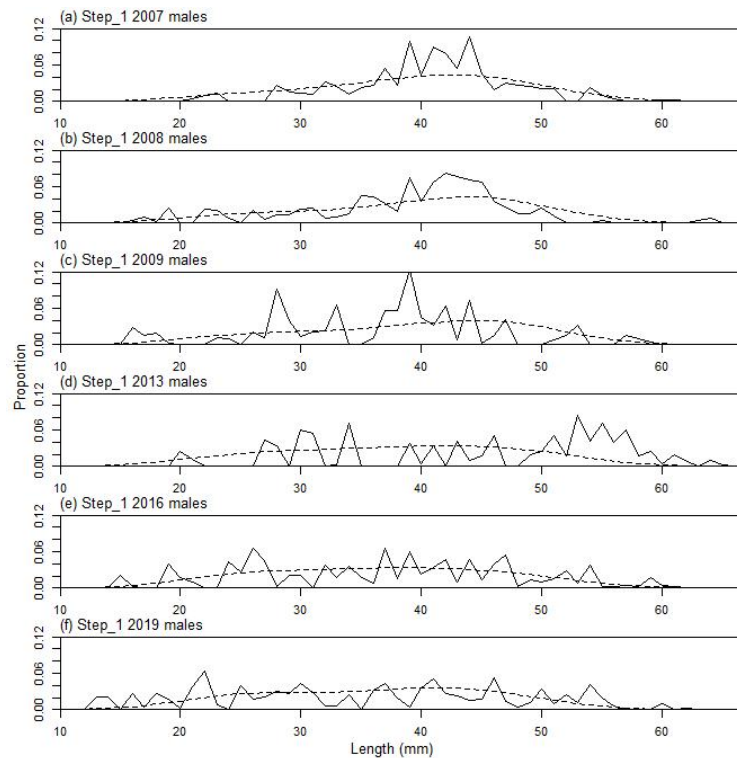 (a) Step_1 2007 males
0.00 0.06 0.12
10 20 30 40 50 60
(b) Step_1 2008 males
0.00 0.06 0.12
10 20 30 40 50 60
(c) Step_1 2009 males
0.00 0.06 0.12
10 20 30 40 50 60
Proportion
(d) Step_1 2013 males
0.00 0.06 0.12
10 20 30 40 50 60
(e) Step_1 2016 males
0.00 0.06 0.12
10 20 30 40 50 60
(f) Step_1 2019 males
0.00 0.06 0.12
10 20 30 40 50 60
Length (mm)